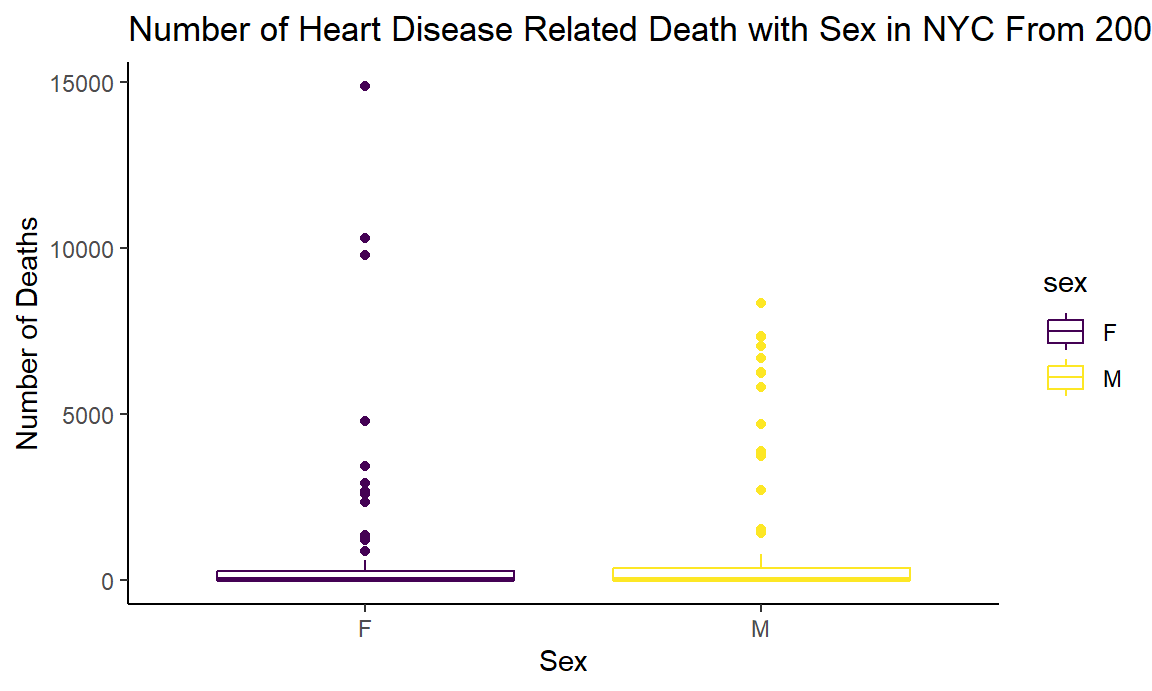 Number of Heart Disease Related Death with Sex in NYC From 200
15000
10000
5000
0
Number of Deaths
F
M
Sex
sex
F
M